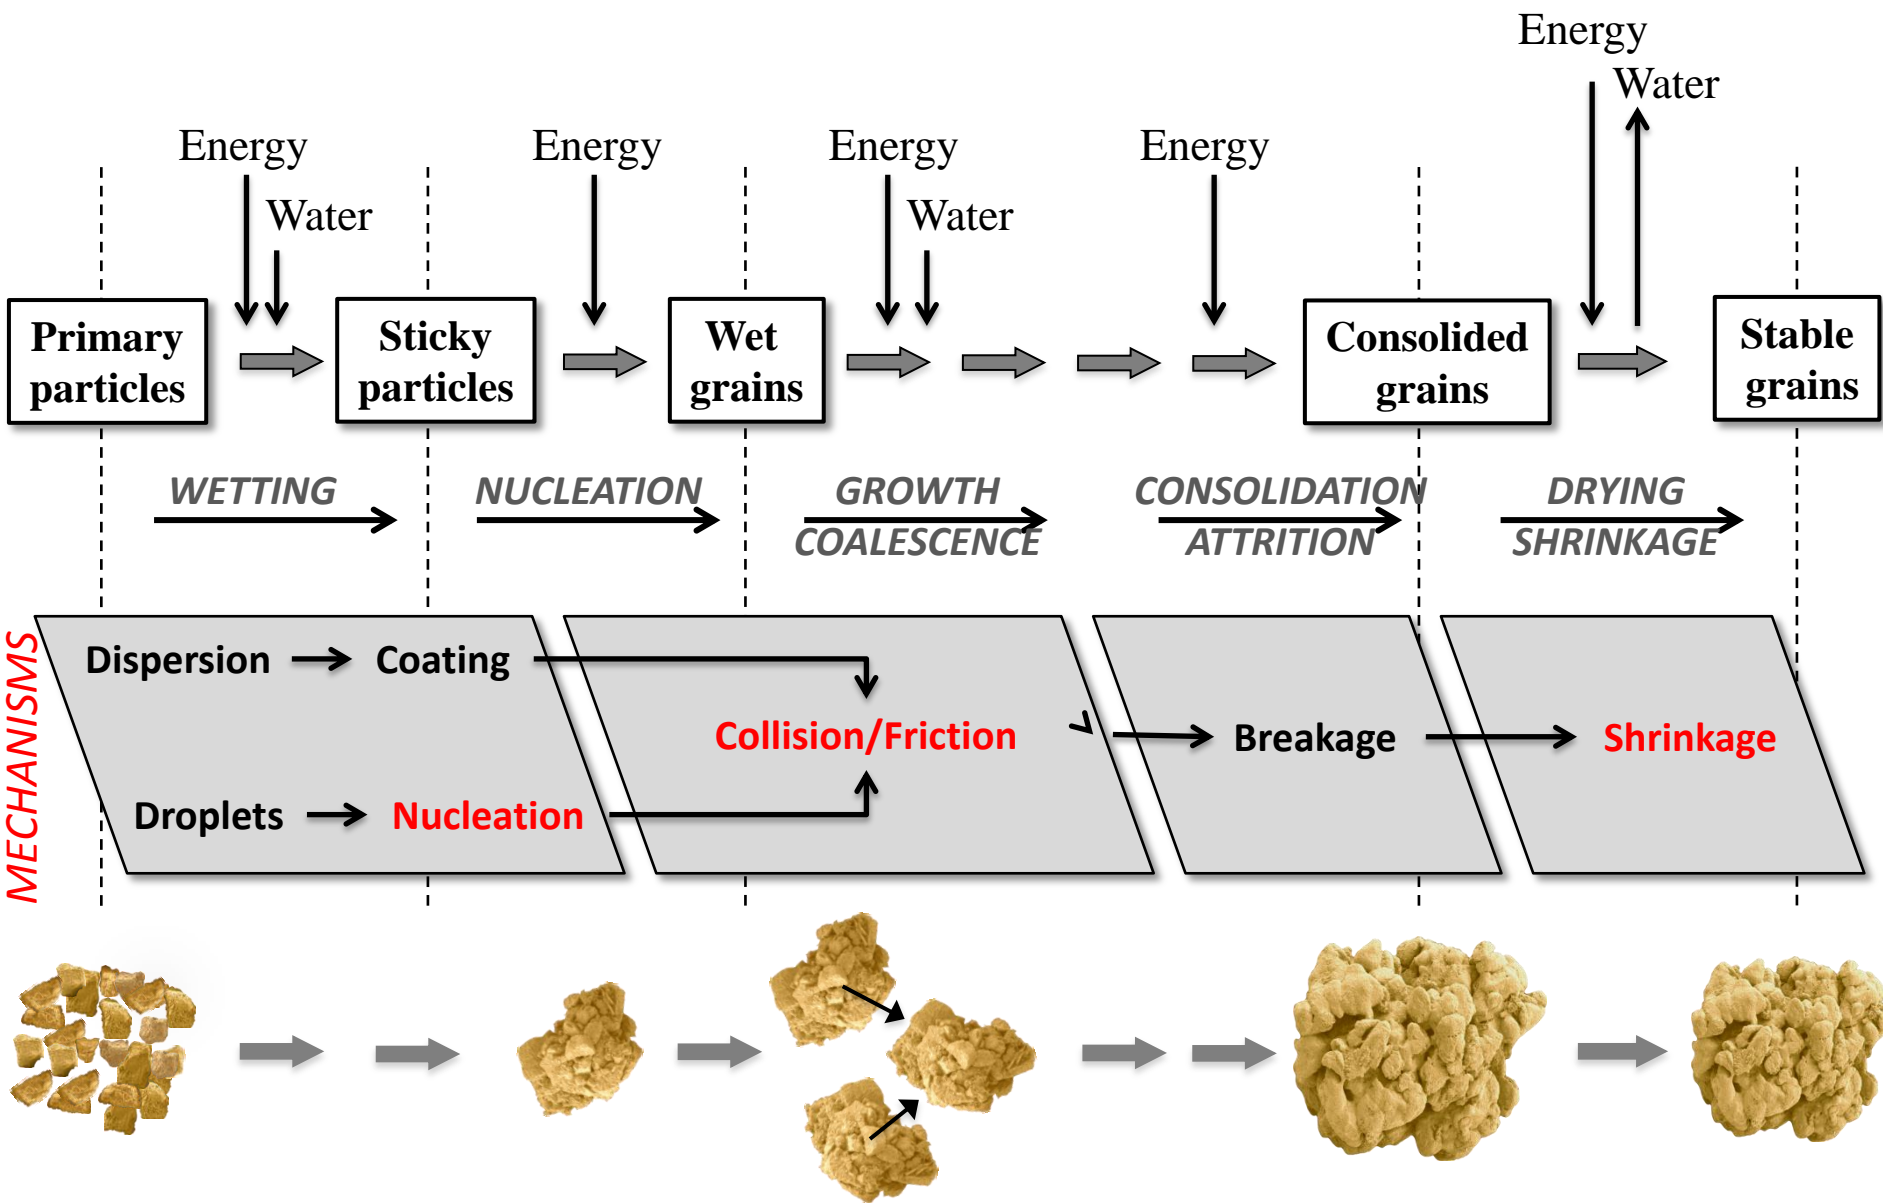 Energy
Water
Energy
Energy
Energy
Energy
Water
Water
Primary
particles
Sticky
particles
Wet
grains
Consolided
grains
Stable
grains
WETTING
NUCLEATION
GROWTH
COALESCENCE
CONSOLIDATION
ATTRITION
DRYING
SHRINKAGE
MECHANISMS
Dispersion
Coating
Collision/Friction
Breakage
Shrinkage
Droplets
Nucleation